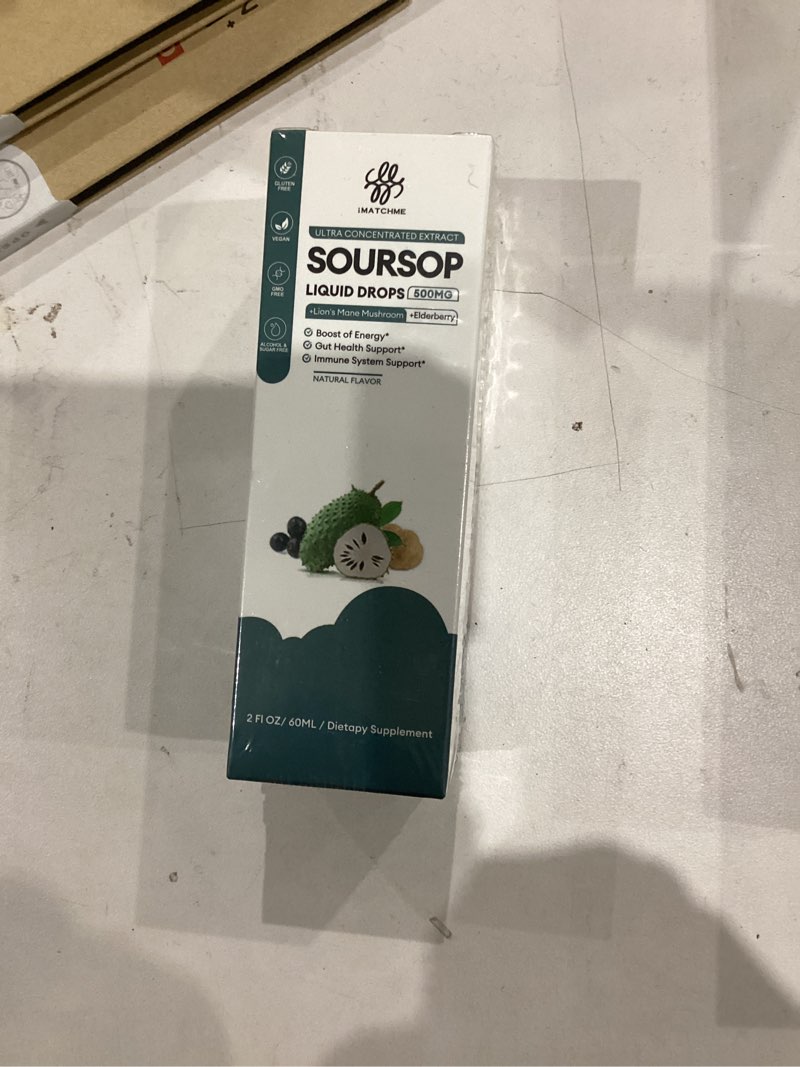 iMATCHME
ULTRA CONCENTRATED EXTRACT
SOURSOP
LIQUID DROPS 500MG
+Lion's Mane Mushroom +Elderberry
Boost of Energy*
Gut Health Support*
Immune System Support*
NATURAL FLAVOR
GLUTEN
FREE
VEGAN
GMO
FREE
ALCOHOL &
SUGAR FREE
2 Fl OZ/ 60ML / Dietapy Supplement